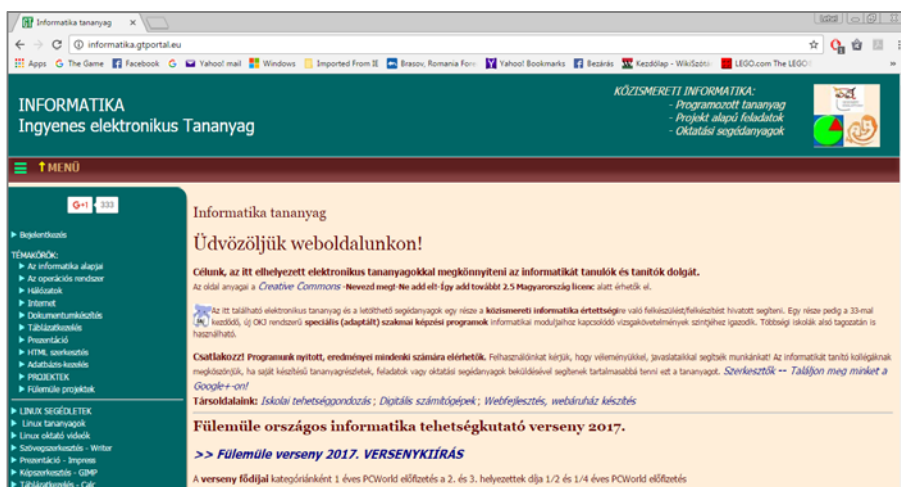 Informatika tananyag
informatika.gtportal.eu
Apps The Game Facebook G Yahoo! mail Windows Imported From IE Brasov, Romania Fore Yahoo! Bookmarks Bezárás Kezdőlap - WikiSzótá LEGO.com The LEGO
INFORMATIKA
Ingyenes elektronikus Tananyag
KÖZISMERETI INFORMATIKA:
- Programozott tananyag
- Projekt alapú feladatok
- Oktatási segédanyagok
MENÜ
G+1 333
Bejelentkezés
TÉMAKÖRÖK:
Az informatika alapjai
Az operációs rendszer
Hálózatok
Internet
Dokumentumkészítés
Táblázatkezelés
Prezentáció
HTML szerkesztés
Adatbázis-kezelés
PROJEKTEK
Fülemüle projektek
LINUX SEGÉDLETEK
Linux tananyagok
Linux oktató videók
Szövegszerkesztés - Writer
Prezentáció - Impress
Képszerkesztés - GIMP
Táblázatkezelés - Calc
Informatika tananyag
Üdvözöljük weboldalunkon!
Célunk, az itt elhelyezett elektronikus tananyagokkal megkönnyíteni az informatikát tanulók és tanítók dolgát.
Az oldal anyagai a Creative Commons -Nevezd meg!-Ne add el!-Így add tovább! 2.5 Magyarország licenc alatt érhetők el.
Az itt található elektronikus tananyag és a letölthető segédanyagok egy része a közismereti informatika érettségire való felkészülést/felkészítést hivatott segíteni. Egy része pedig a 33-mal
kezdődő, új OKJ rendszerű speciális (adaptált) szakmai képzési programok informatikai moduljaihoz kapcsolódó vizsgakövetelmények szintjéhez igazodik. Többségi iskolák alsó tagozatán is
használható.
Csatlakozz! Programunk nyitott, eredményei mindenki számára elérhetők. Felhasználóinkat kérjük, hogy véleményükkel, javaslataikkal segítsék munkánkat! Az informatikát tanító kollégáknak
megköszönjük, ha saját készítésű tananyagrészletek, feladatok vagy oktatási segédanyagok beküldésével segítenek tartalmasabbá tenni ezt a tananyagot. Szerkesztők -- Találjon meg minket a
Google+-on!
Társoldalaink: Iskolai tehetséggondozás ; Digitális számítógépek ; Webfejlesztés, webáruház készítés
Fülemüle országos informatika tehetségkutató verseny 2017.
>> Fülemüle verseny 2017. VERSENYKIÍRÁS
A verseny fődíjai kategóriánként 1 éves PCWorld előfizetés a 2. és 3. helyezettek díja 1/2 és 1/4 éves PCWorld előfizetés